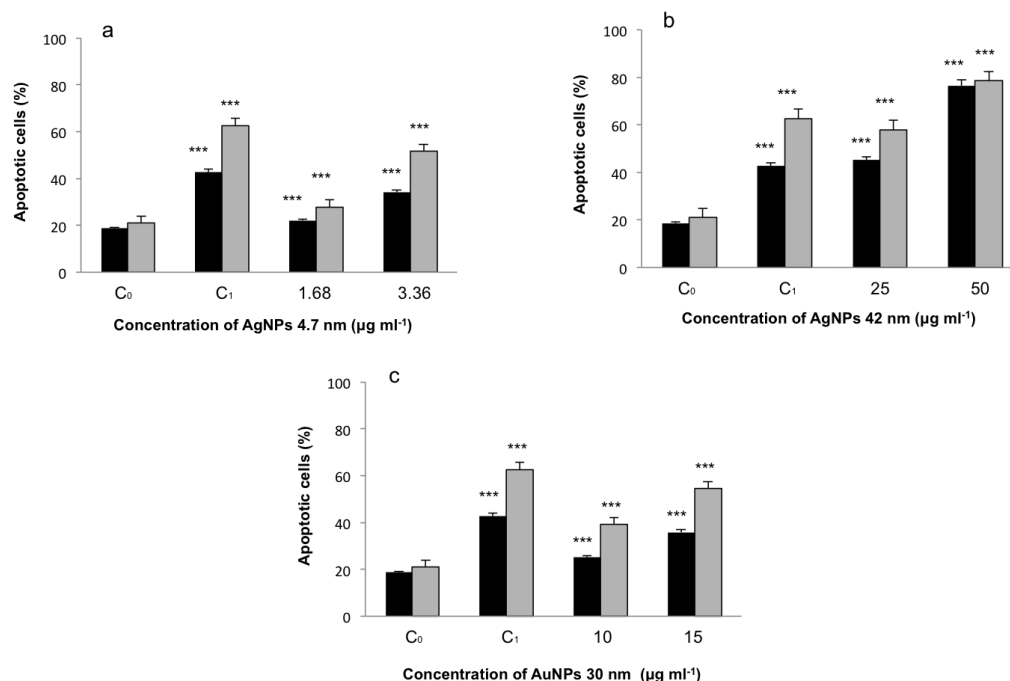 a
100
80
60
40
20
0
Apoptotic cells (%)
*** *** *** *** *** ***
C₀ C₁ 1.68 3.36
Concentration of AgNPs 4.7 nm (µg ml⁻¹)
b
100
80
60
40
20
0
Apoptotic cells (%)
*** *** *** *** *** ***
C₀ C₁ 25 50
Concentration of AgNPs 42 nm (µg ml⁻¹)
c
100
80
60
40
20
0
Apoptotic cells (%)
*** *** *** *** *** ***
C₀ C₁ 10 15
Concentration of AuNPs 30 nm (µg ml⁻¹)